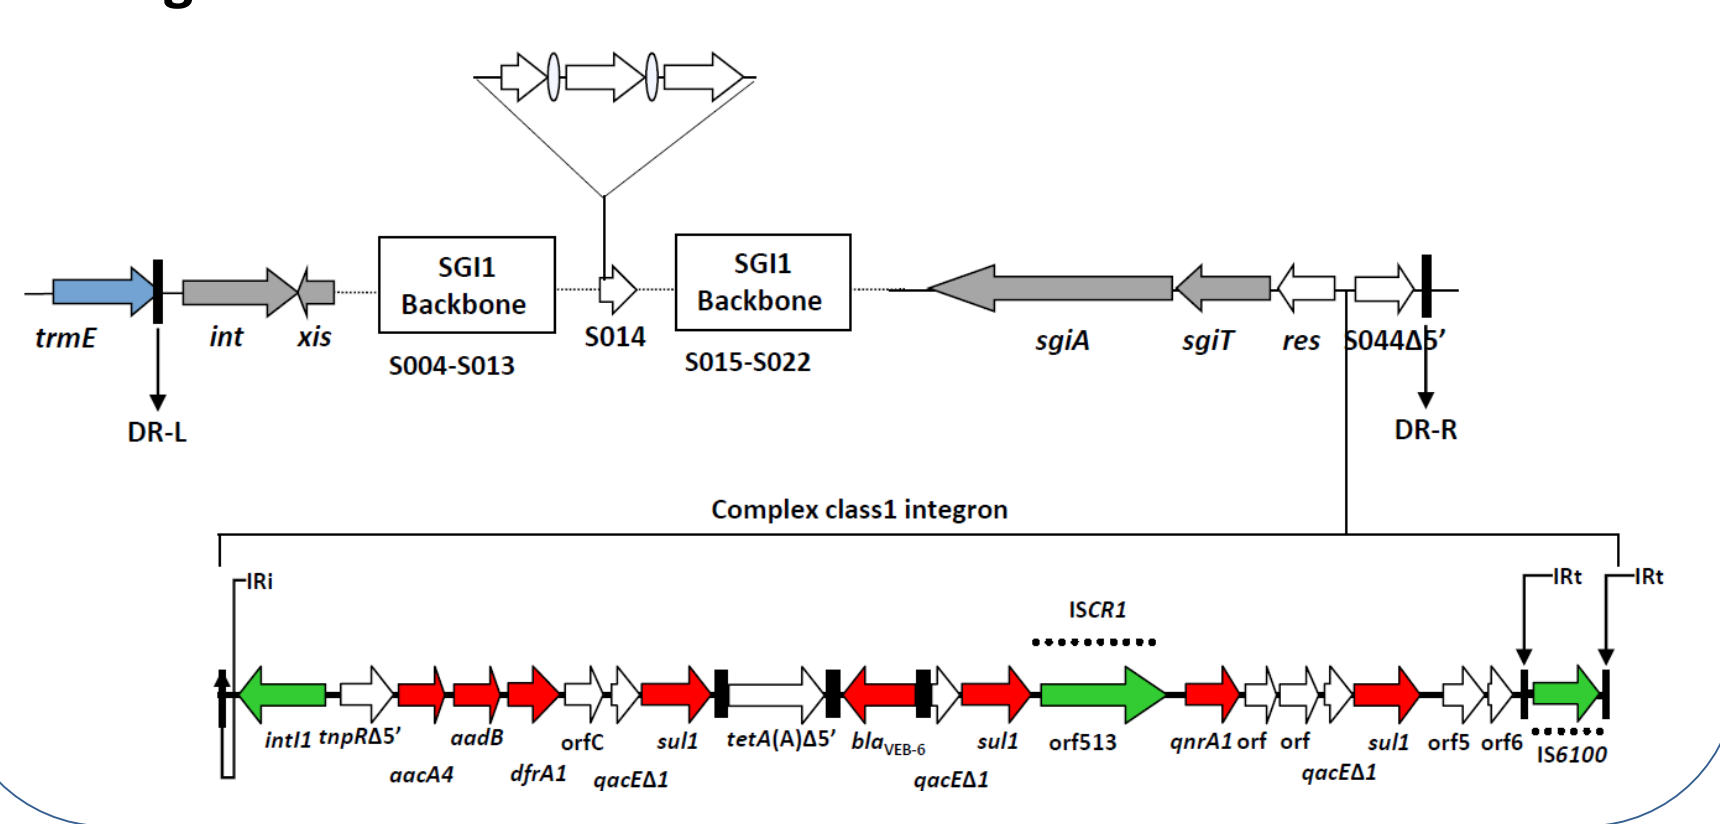 trmE int xis SGI1 Backbone S014 SGI1 Backbone sgiA sgiT res S044Δ5’
S004-S013 S015-S022
DR-L DR-R
Complex class1 integron
IRi IRt IRt
ISCR1
intI1 tnpRΔ5’ aadB orfC sul1 tetA(A)Δ5’ blaVEB-6 sul1 orf513 qnrA1 orf orf sul1 orf5 orf6 IS6100
aacA4 dfrA1 qacEΔ1 qacEΔ1 qacEΔ1